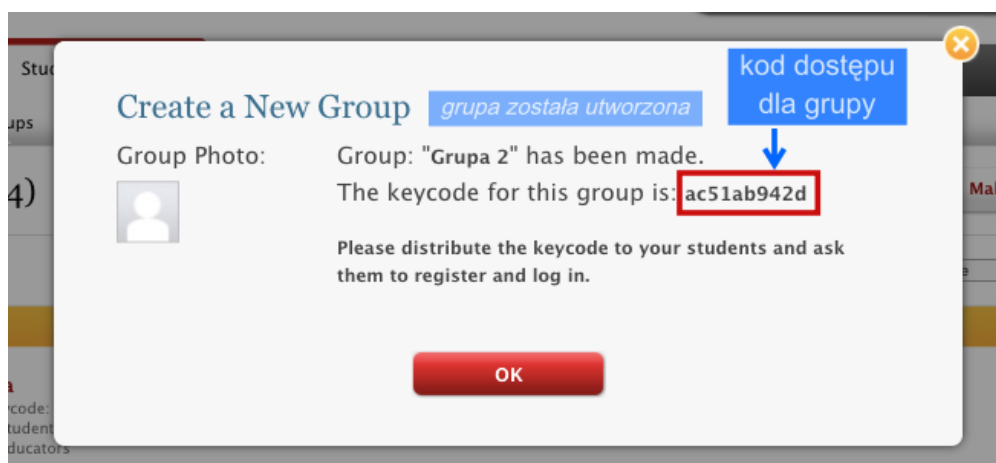 kod dostępu
dla grupy
Create a New Group
grupa została utworzona
Group Photo:
Group: "Grupa 2" has been made.
The keycode for this group is: ac51ab942d
Please distribute the keycode to your students and ask
them to register and log in.
OK
4)